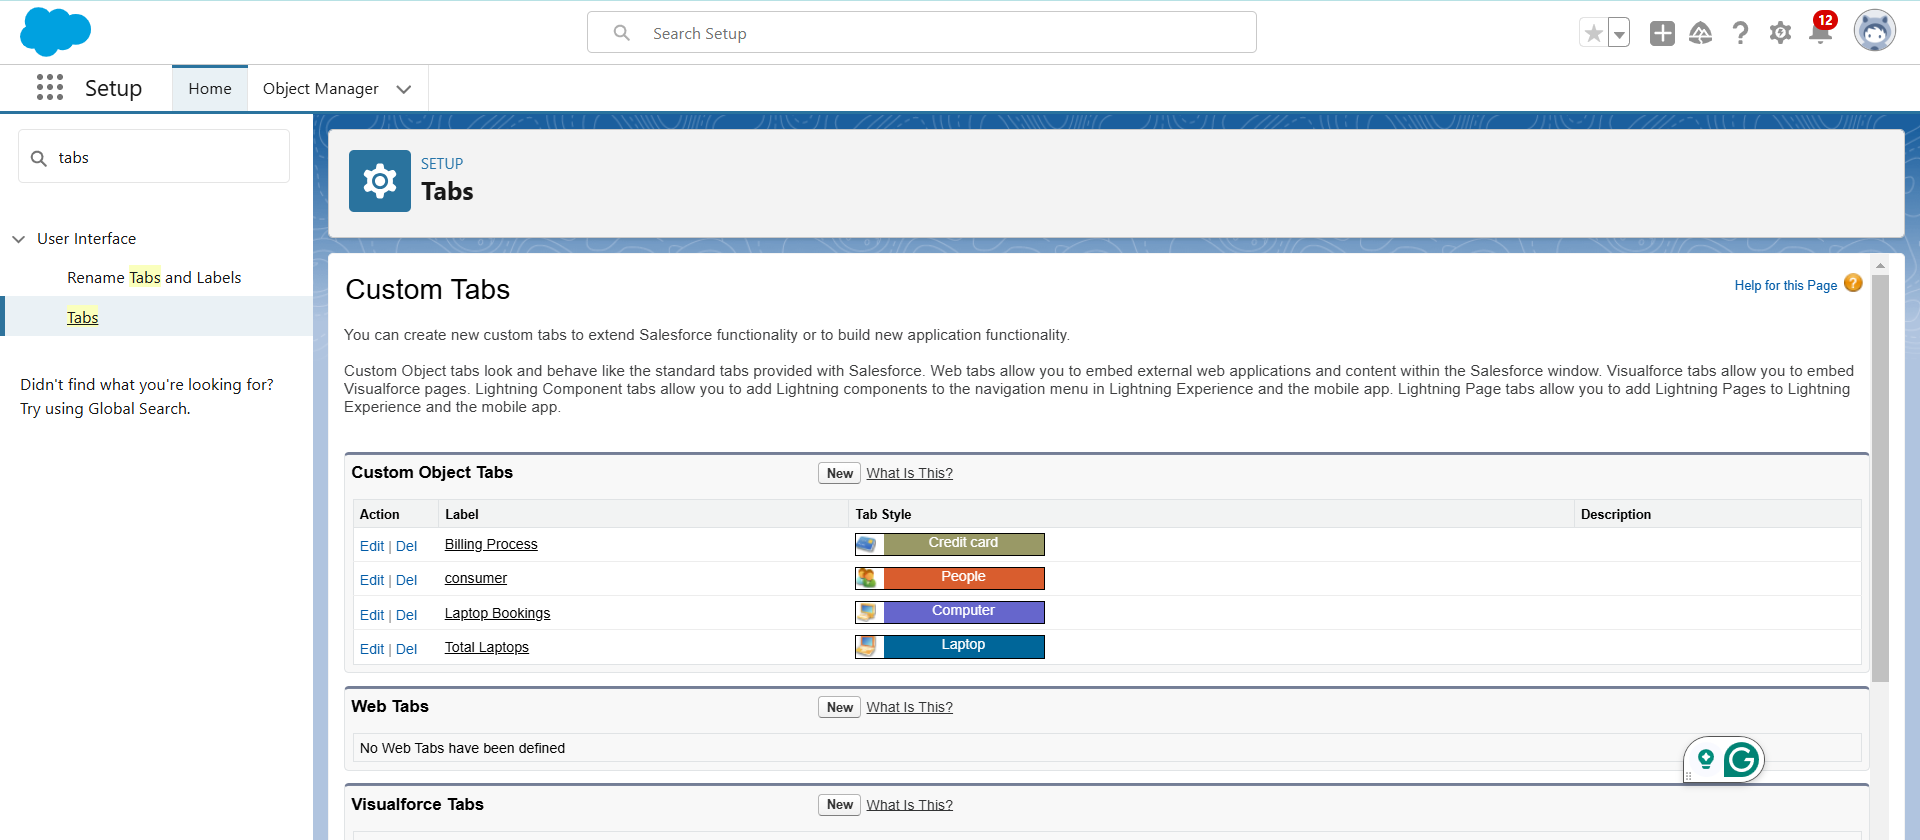 Search Setup
12
Setup
Home
Object Manager
tabs
User Interface
Rename Tabs and Labels
Tabs
Didn't find what you're looking for?
Try using Global Search.
SETUP
Tabs
Custom Tabs
Help for this Page ?
You can create new custom tabs to extend Salesforce functionality or to build new application functionality.
Custom Object tabs look and behave like the standard tabs provided with Salesforce. Web tabs allow you to embed external web applications and content within the Salesforce window. Visualforce tabs allow you to embed
Visualforce pages. Lightning Component tabs allow you to add Lightning components to the navigation menu in Lightning Experience and the mobile app. Lightning Page tabs allow you to add Lightning Pages to Lightning
Experience and the mobile app.
Custom Object Tabs New What Is This?
Action Label Tab Style Description
Edit | Del Billing Process Credit card
Edit | Del consumer People
Edit | Del Laptop Bookings Computer
Edit | Del Total Laptops Laptop
Web Tabs New What Is This?
No Web Tabs have been defined
Visualforce Tabs New What Is This?